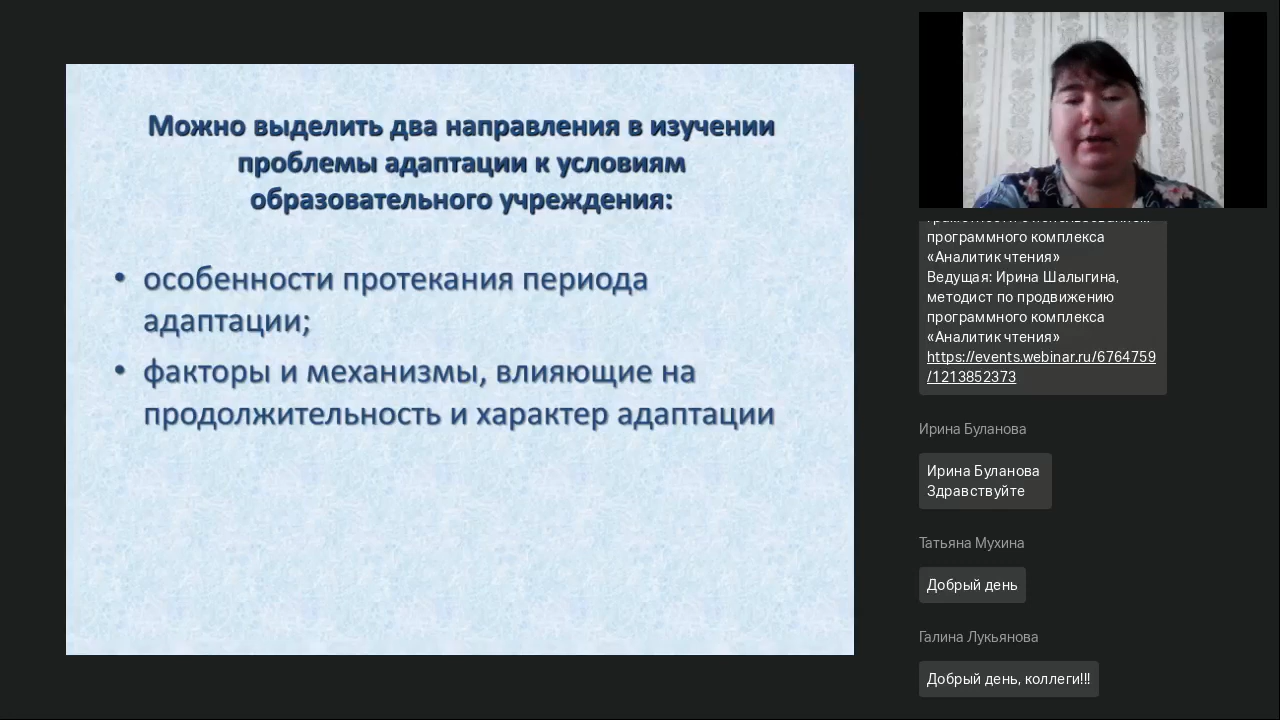 Можно выделить два направления в изучении
проблемы адаптации к условиям
образовательного учреждения:
• особенности протекания периода
адаптации;
• факторы и механизмы, влияющие на
продолжительность и характер адаптации
программного комплекса
«Аналитик чтения»
Ведущая: Ирина Шалыгина,
методист по продвижению
программного комплекса
«Аналитик чтения»
https://events.webinar.ru/6764759
/1213852373
Ирина Буланова
Ирина Буланова
Здравствуйте
Татьяна Мухина
Добрый день
Галина Лукьянова
Добрый день, коллеги!!!